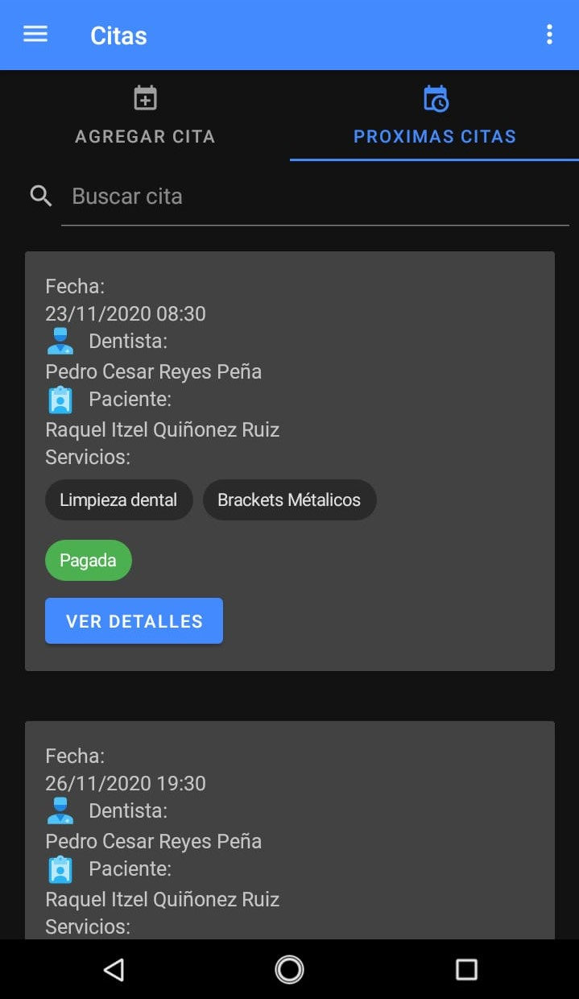 Citas
AGREGAR CITA
PROXIMAS CITAS
Buscar cita
Fecha:
23/11/2020 08:30
Dentista:
Pedro Cesar Reyes Peña
Paciente:
Raquel Itzel Quiñonez Ruiz
Servicios:
Limpieza dental
Brackets Métalicos
Pagada
VER DETALLES
Fecha:
26/11/2020 19:30
Dentista:
Pedro Cesar Reyes Peña
Paciente:
Raquel Itzel Quiñonez Ruiz
Servicios: